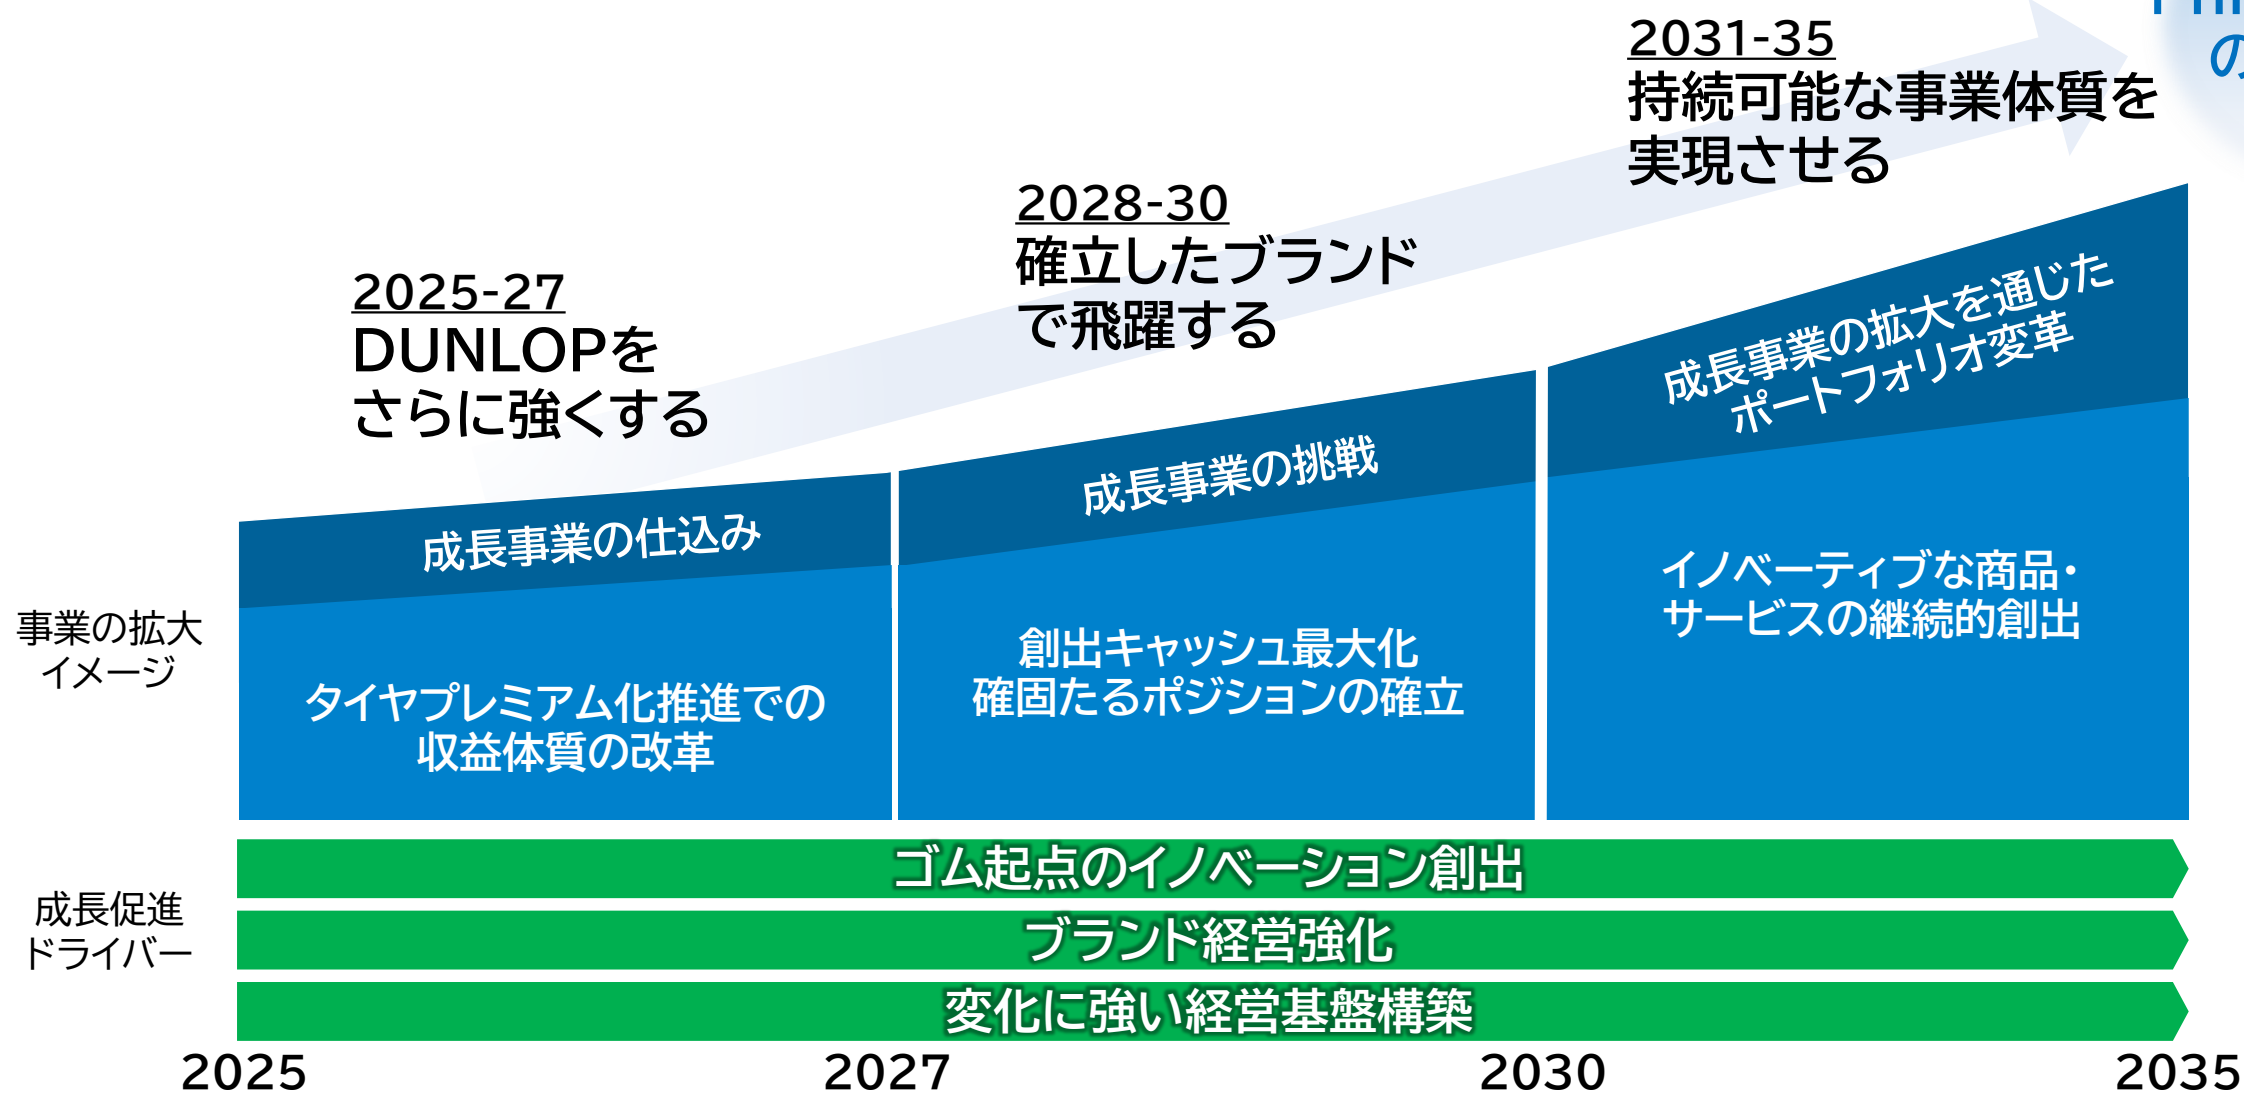 2031-35
持続可能な事業体質を
実現させる
2028-30
確立したブランド
で飛躍する
2025-27
DUNLOPを
さらに強くする
成長事業の仕込み
成長事業の挑戦
成長事業の拡大を通じた
ポートフォリオ変革
事業の拡大
イメージ
タイヤプレミアム化推進での
収益体質の改革
創出キャッシュ最大化
確固たるポジションの確立
イノベーティブな商品・
サービスの継続的創出
成長促進
ドライバー
ゴム起点のイノベーション創出
ブランド経営強化
変化に強い経営基盤構築
2025
2027
2030
2035